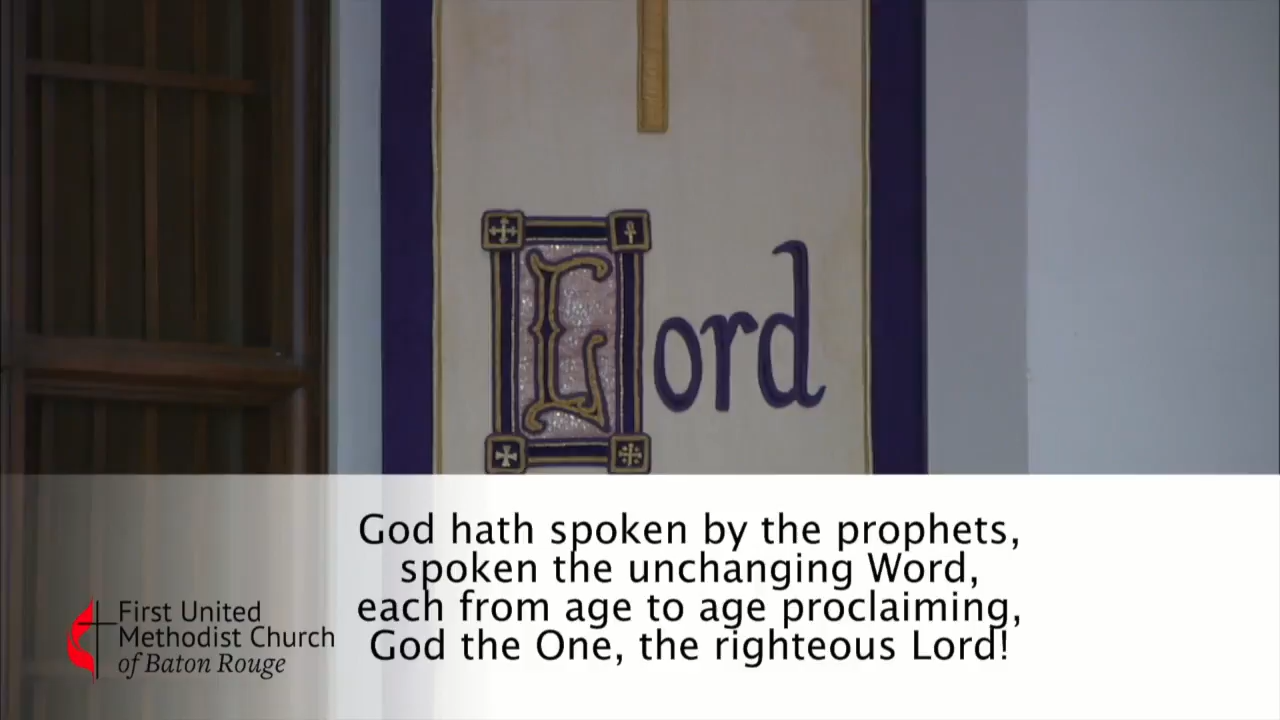 Lord
God hath spoken by the prophets,
spoken the unchanging Word,
each from age to age proclaiming,
God the One, the righteous Lord!
First United
Methodist Church
of Baton Rouge